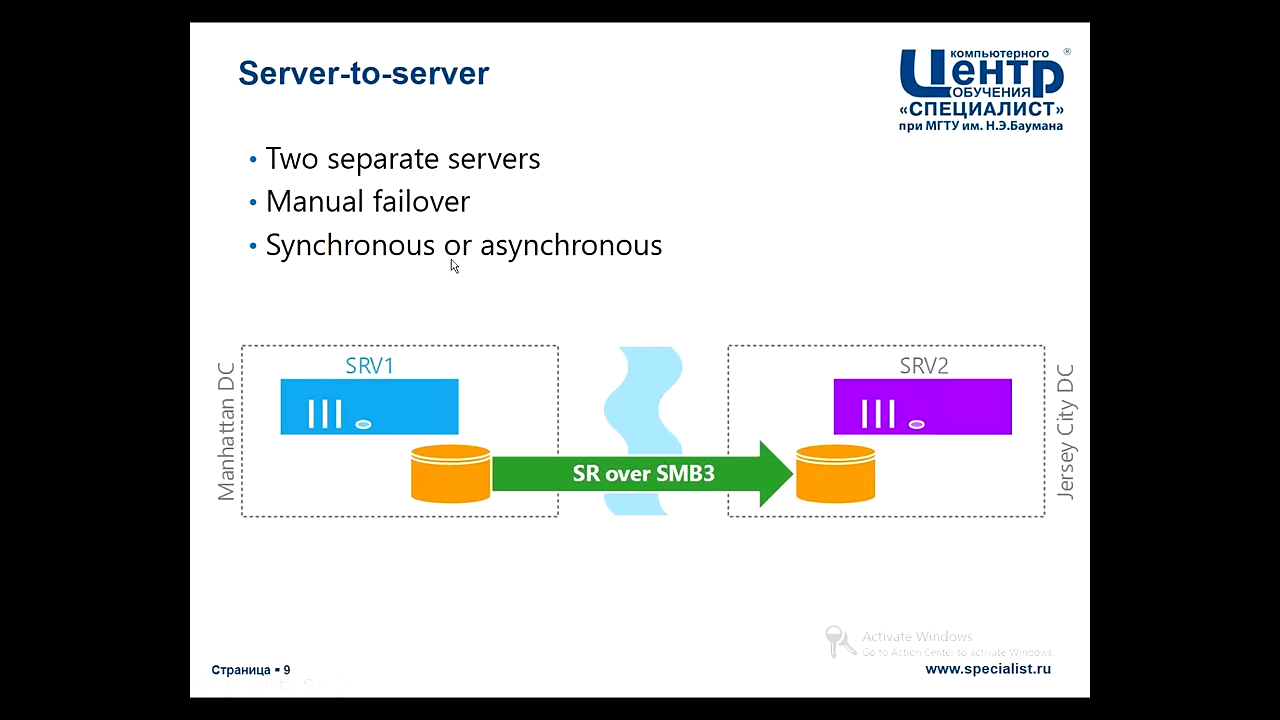 Server-to-server
компьютерного
Центр
ОБУЧЕНИЯ
«СПЕЦИАЛИСТ»
при МГТУ им. Н.Э.Баумана
®
• Two separate servers
• Manual failover
• Synchronous or asynchronous
Manhattan DC
SRV1
SR over SMB3
SRV2
Jersey City DC
Activate Windows
Go to Action Center to activate Windows.
Страница ▪ 9
www.specialist.ru